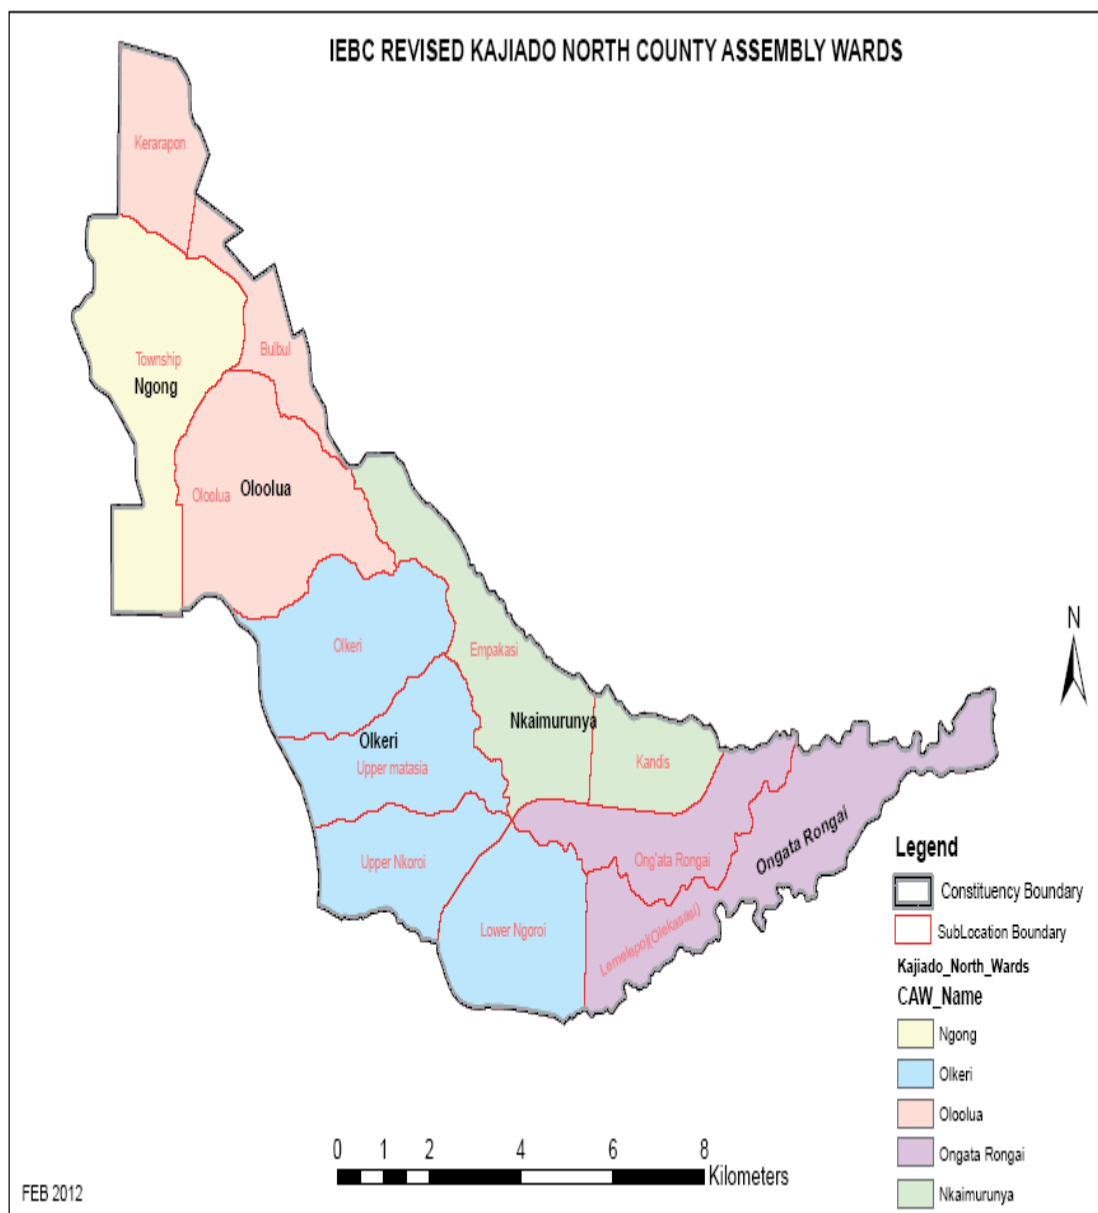 IEBC REVISED KAJIADO NORTH COUNTY ASSEMBLY WARDS
Kerarapon
Bulbul
Township
Ngong
Oloolua
Oloolua
Olkeri
Empakasi
Nkaimurunya
Olkeri
Upper matasia
Kandis
Upper Nkoroi
Ong'ata Rongai
Ongata Rongai
Lower Ngoroi
Lemelepo(Olekasasi)
N
Legend
Constituency Boundary
SubLocation Boundary
Kajiado_North_Wards
CAW_Name
Ngong
Olkeri
Oloolua
Ongata Rongai
Nkaimurunya
0 1 2 4 6 8
Kilometers
FEB 2012